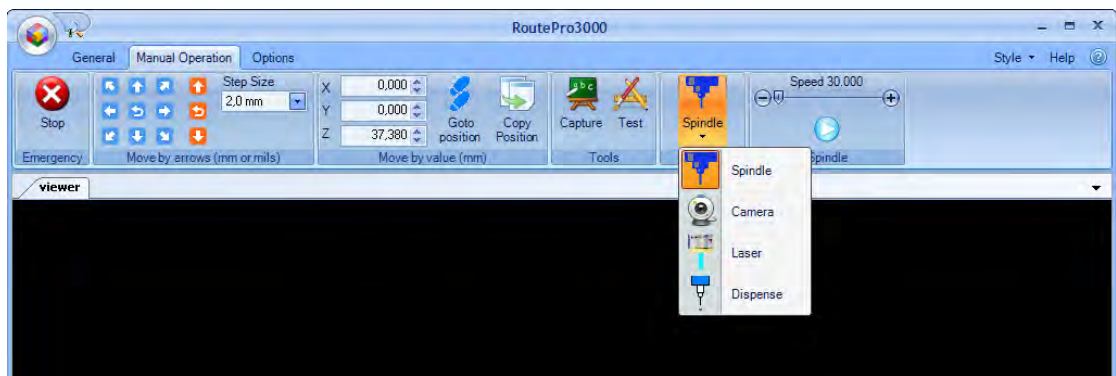 RoutePro3000
General Manual Operation Options Style Help
Stop
Emergency
Step Size
2,0 mm
Move by arrows (mm or mils)
X 0,000
Y 0,000
Z 37,380
Goto position
Copy Position
Move by value (mm)
abc
Capture Test
Tools
Spindle
Speed 30.000
Spindle
viewer
Spindle
Camera
Laser
Dispense